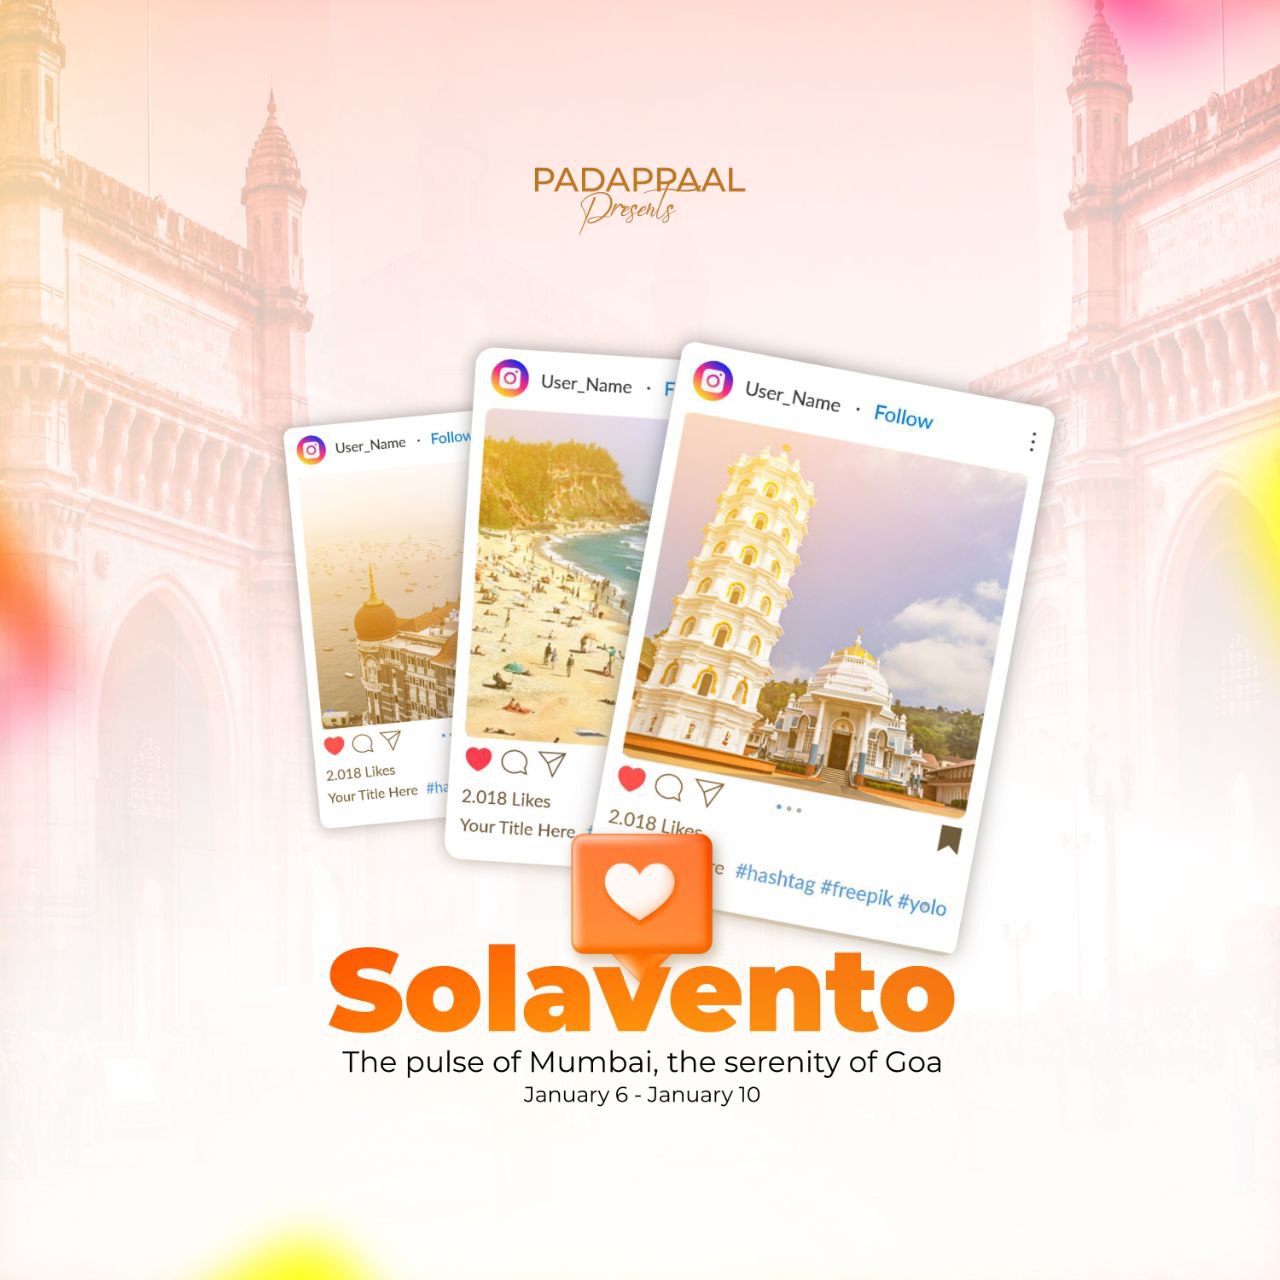 PADAPPAAL
Presents
User_Name · Follow
2.018 Likes
Your Title Here
User_Name ·
2.018 Likes
Your Title Here
User_Name · Follow
2.018 Likes
#hashtag #freepik #yolo
Solavento
The pulse of Mumbai, the serenity of Goa
January 6 - January 10